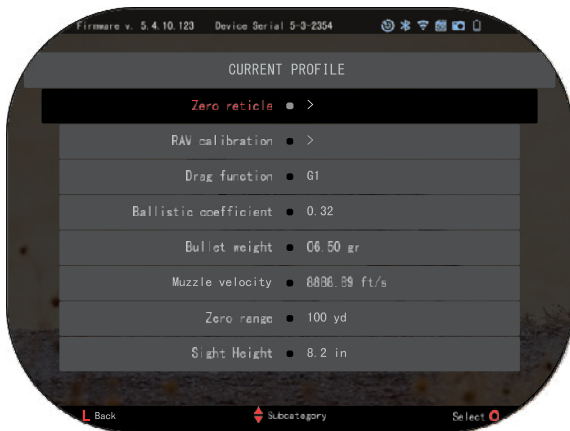 Firmware v. 5.4.10.123 Device Serial 5-3-2354
CURRENT PROFILE
Zero reticle >
RAV calibration >
Drag function G1
Ballistic coefficient 0.32
Bullet weight 06.50 gr
Muzzle velocity 8888.89 ft/s
Zero range 100 yd
Sight Height 8.2 in
L Back Subcategory Select